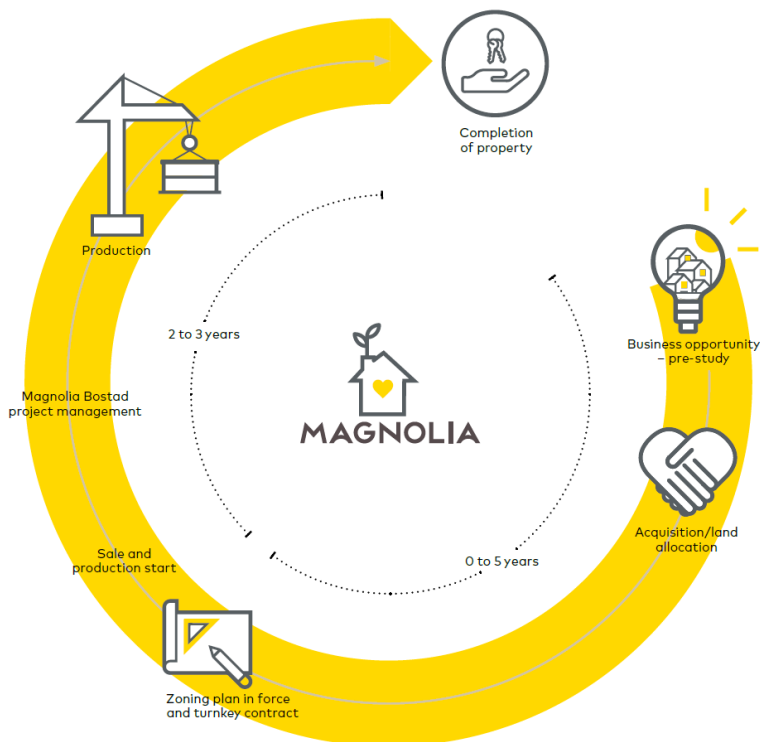 Completion
of property
Business opportunity
– pre-study
Acquisition/land
allocation
0 to 5 years
Zoning plan in force
and turnkey contract
Sale and
production start
Magnolia Bostad
project management
2 to 3 years
Production
MAGNOLIA